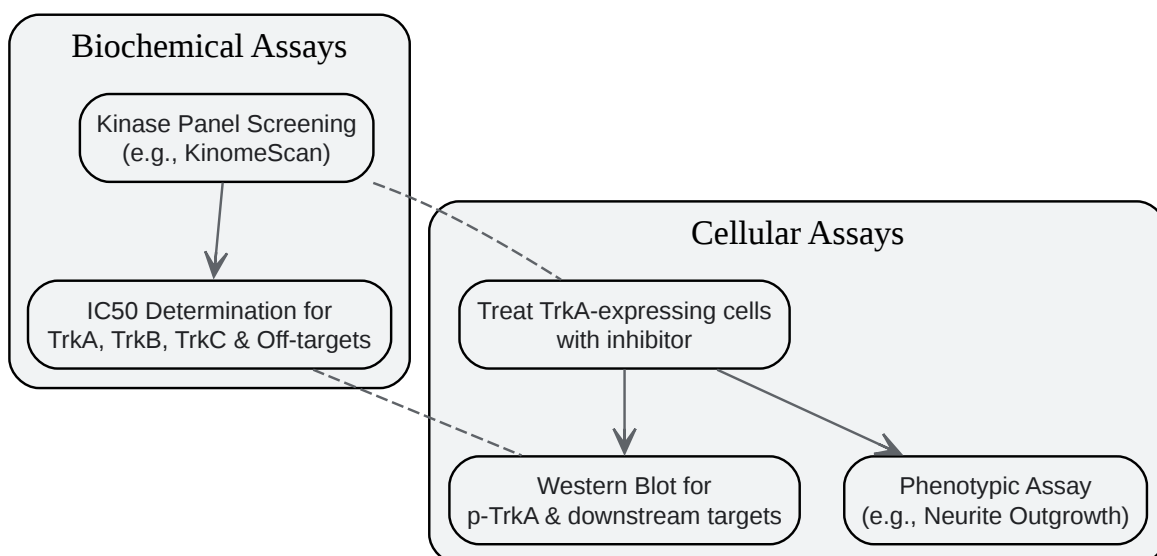 Biochemical Assays
Kinase Panel Screening
(e.g., KinomeScan)
IC50 Determination for
TrkA, TrkB, TrkC & Off-targets
Cellular Assays
Treat TrkA-expressing cells
with inhibitor
Western Blot for
p-TrkA & downstream targets
Phenotypic Assay
(e.g., Neurite Outgrowth)